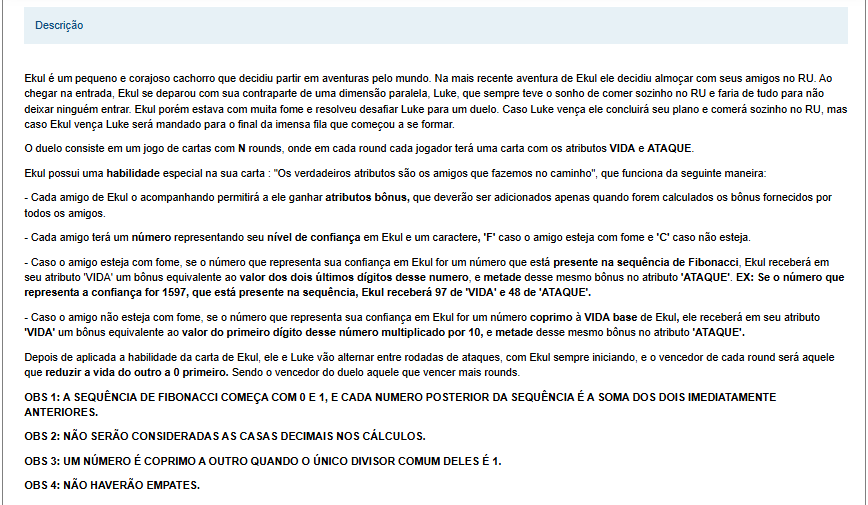 Descrição
Ekul é um pequeno e corajoso cachorro que decidiu partir em aventuras pelo mundo. Na mais recente aventura de Ekul ele decidiu almoçar com seus amigos no RU. Ao
chegar na entrada, Ekul se deparou com sua contraparte de uma dimensão paralela, Luke, que sempre teve o sonho de comer sozinho no RU e faria de tudo para não
deixar ninguém entrar. Ekul porém estava com muita fome e resolveu desafiar Luke para um duelo. Caso Luke vença ele concluirá seu plano e comerá sozinho no RU, mas
caso Ekul vença Luke será mandado para o final da imensa fila que começou a se formar.
O duelo consiste em um jogo de cartas com N rounds, onde em cada round cada jogador terá uma carta com os atributos VIDA e ATAQUE.
Ekul possui uma habilidade especial na sua carta : "Os verdadeiros atributos são os amigos que fazemos no caminho", que funciona da seguinte maneira:
- Cada amigo de Ekul o acompanhando permitirá a ele ganhar atributos bônus, que deverão ser adicionados apenas quando forem calculados os bônus fornecidos por
todos os amigos.
- Cada amigo terá um número representando seu nível de confiança em Ekul e um caractere, 'F' caso o amigo esteja com fome e 'C' caso não esteja.
- Caso o amigo esteja com fome, se o número que representa sua confiança em Ekul for um número que está presente na sequência de Fibonacci, Ekul receberá em
seu atributo 'VIDA' um bônus equivalente ao valor dos dois últimos dígitos desse numero, e metade desse mesmo bônus no atributo 'ATAQUE'. EX: Se o número que
representa a confiança for 1597, que está presente na sequência, Ekul receberá 97 de 'VIDA' e 48 de 'ATAQUE'.
- Caso o amigo não esteja com fome, se o número que representa sua confiança em Ekul for um número coprimo à VIDA base de Ekul, ele receberá em seu atributo
'VIDA' um bônus equivalente ao valor do primeiro dígito desse número multiplicado por 10, e metade desse mesmo bônus no atributo 'ATAQUE'.
Depois de aplicada a habilidade da carta de Ekul, ele e Luke vão alternar entre rodadas de ataques, com Ekul sempre iniciando, e o vencedor de cada round será aquele
que reduzir a vida do outro a 0 primeiro. Sendo o vencedor do duelo aquele que vencer mais rounds.
OBS 1: A SEQUÊNCIA DE FIBONACCI COMEÇA COM 0 E 1, E CADA NUMERO POSTERIOR DA SEQUÊNCIA É A SOMA DOS DOIS IMEDIATAMENTE
ANTERIORES.
OBS 2: NÃO SERÃO CONSIDERADAS AS CASAS DECIMAIS NOS CÁLCULOS.
OBS 3: UM NÚMERO É COPRIMO A OUTRO QUANDO O ÚNICO DIVISOR COMUM DELES É 1.
OBS 4: NÃO HAVERÃO EMPATES.